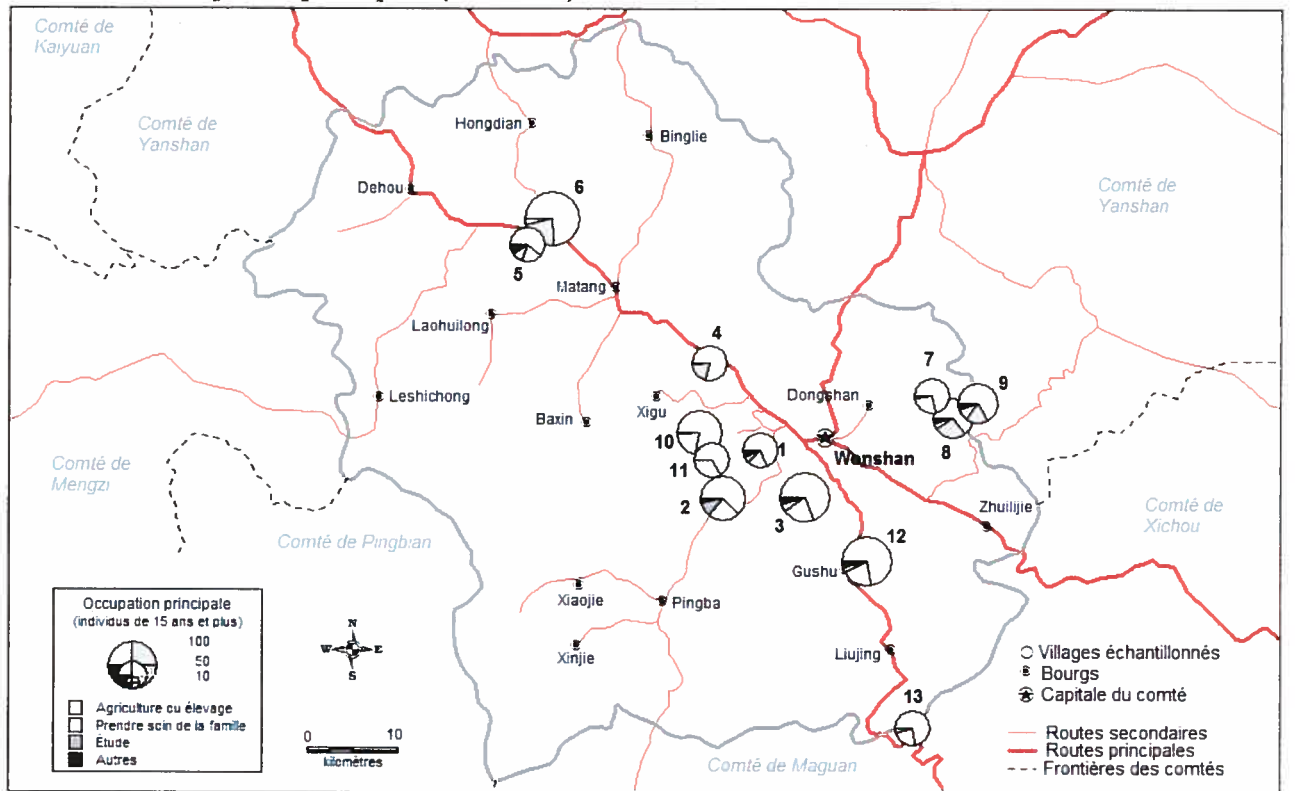 Comté de
Kaiyuan
Comté de
Yanshan
Hongdian
Binglie
Dehou
6
Comté de
Yanshan
5
Matang
Laohuilong
4
7
9
Leshichong
Dongshan
Xigu
Baxin
10
1
8
Wenshan
11
Comté de
Mengzi
2
3
Zhuilijie
Comté de
Xichou
Comté de Pingbian
12
Gushu
Xiaojie
Pingba
Xinjie
Liujing
13
Comté de Maguan
Occupation principale
(individus de 15 ans et plus)
100
50
10
Agriculture ou élevage
Prendre soin de la famille
Étude
Autres
N
W E
S
0 10
kilomètres
Villages échantillonnés
Bourgs
Capitale du comté
Routes secondaires
Routes principales
Frontières des comtés